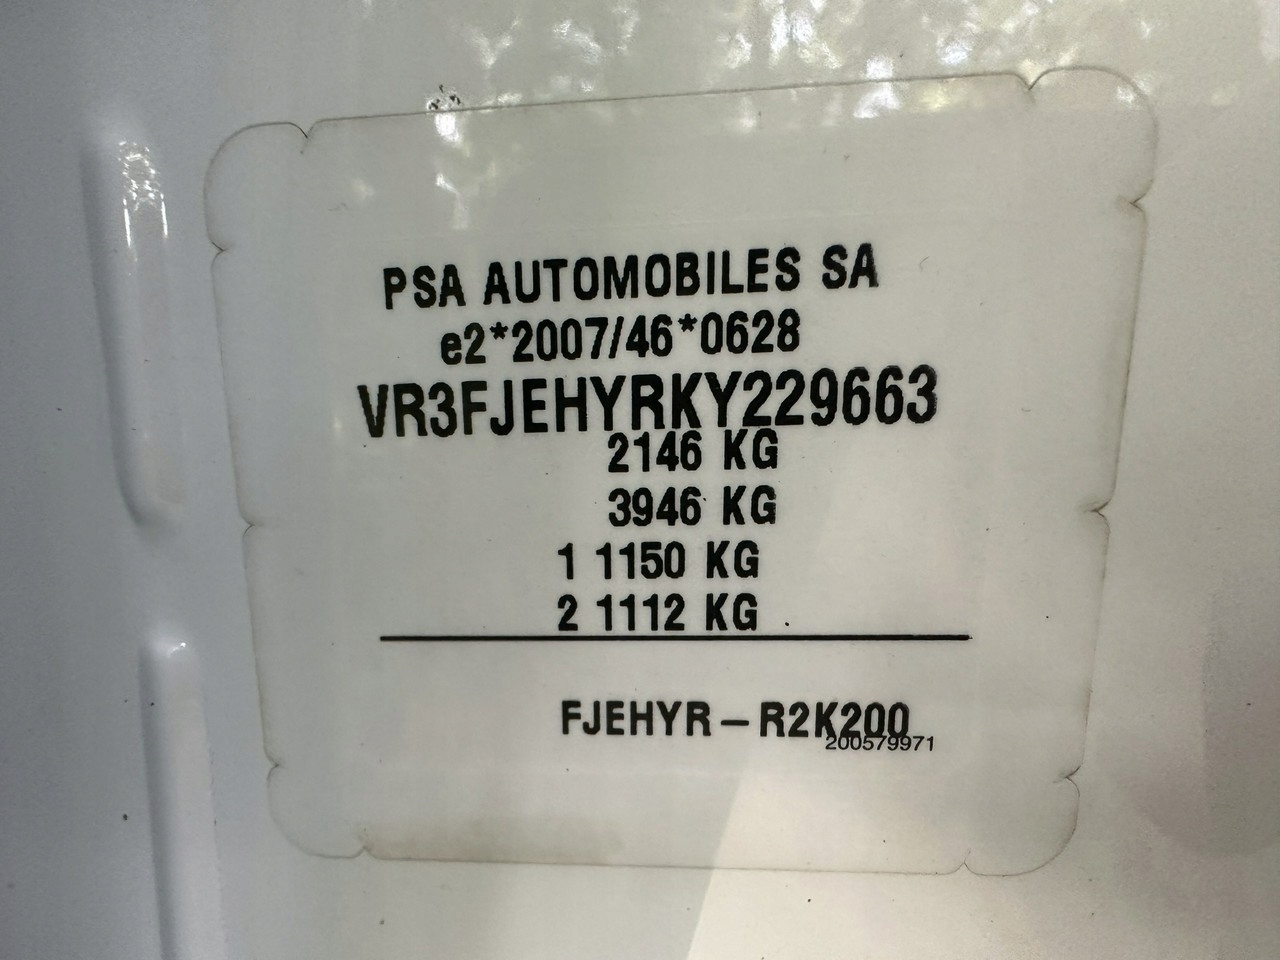 PSA AUTOMOBILES SA
e2*2007/46*0628
VR3FJEHYRKY229663
2146 KG
3946 KG
1 1150 KG
2 1112 KG
FJEHYR – R2K200
200579971